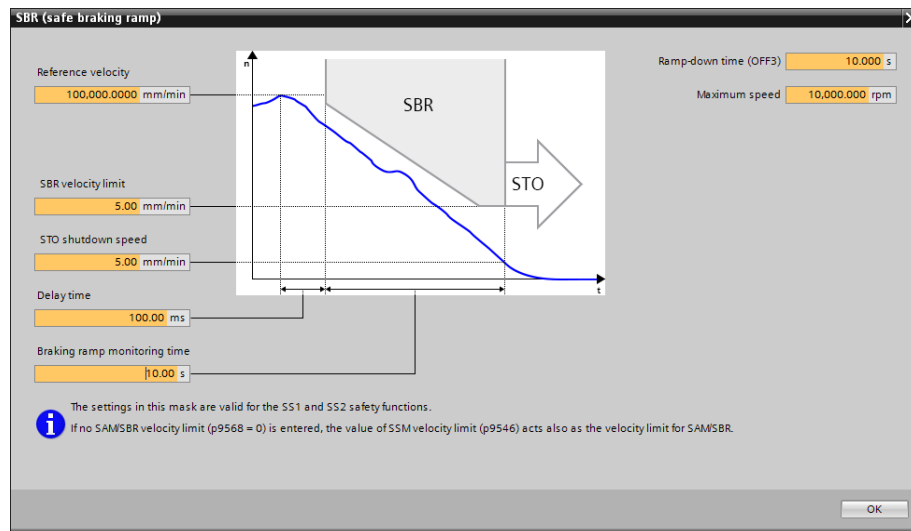 SBR (safe braking ramp)
Reference velocity
100,000.0000 mm/min
SBR velocity limit
5.00 mm/min
STO shutdown speed
5.00 mm/min
Delay time
100.00 ms
Braking ramp monitoring time
10.00 s
n
SBR
STO
t
Ramp-down time (OFF3) 10.000 s
Maximum speed 10,000.000 rpm
The settings in this mask are valid for the SS1 and SS2 safety functions.
If no SAM/SBR velocity limit (p9568 = 0) is entered, the value of SSM velocity limit (p9546) acts also as the velocity limit for SAM/SBR.
OK